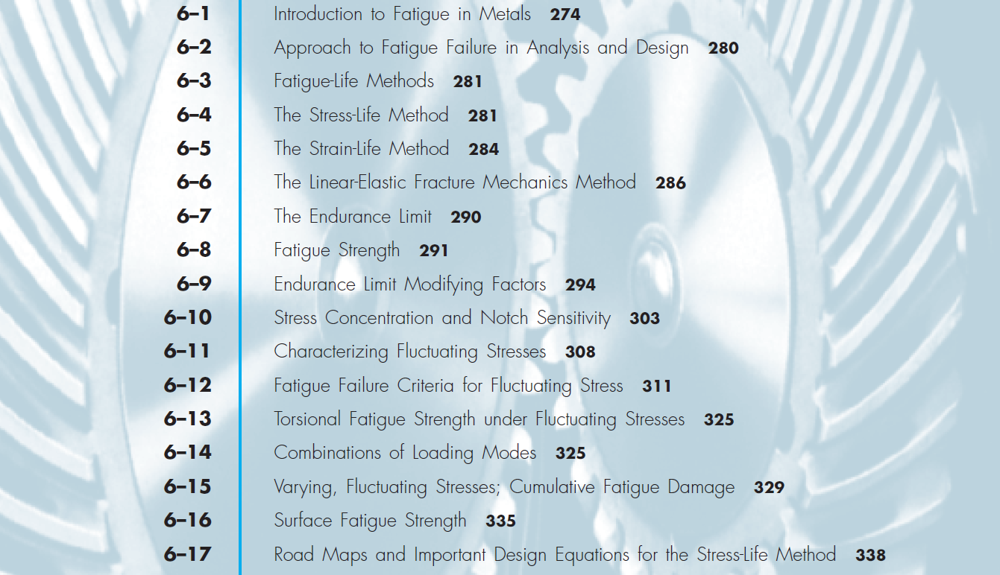 6–1 Introduction to Fatigue in Metals 274
6–2 Approach to Fatigue Failure in Analysis and Design 280
6–3 Fatigue-Life Methods 281
6–4 The Stress-Life Method 281
6–5 The Strain-Life Method 284
6–6 The Linear-Elastic Fracture Mechanics Method 286
6–7 The Endurance Limit 290
6–8 Fatigue Strength 291
6–9 Endurance Limit Modifying Factors 294
6–10 Stress Concentration and Notch Sensitivity 303
6–11 Characterizing Fluctuating Stresses 308
6–12 Fatigue Failure Criteria for Fluctuating Stress 311
6–13 Torsional Fatigue Strength under Fluctuating Stresses 325
6–14 Combinations of Loading Modes 325
6–15 Varying, Fluctuating Stresses; Cumulative Fatigue Damage 329
6–16 Surface Fatigue Strength 335
6–17 Road Maps and Important Design Equations for the Stress-Life Method 338